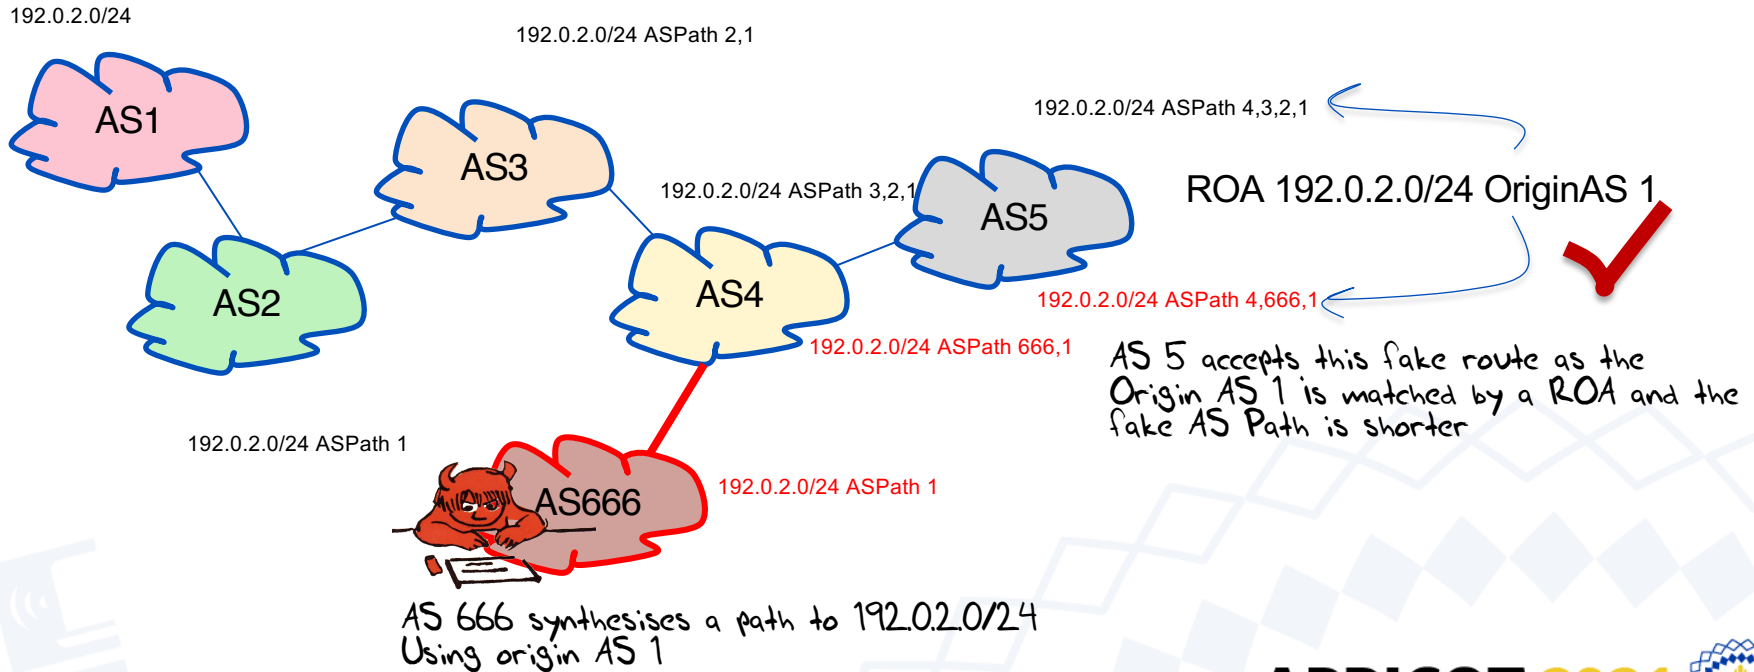 192.0.2.0/24
192.0.2.0/24 ASPath 2,1
AS1
192.0.2.0/24 ASPath 4,3,2,1
AS3
192.0.2.0/24 ASPath 3,2,1
ROA 192.0.2.0/24 OriginAS 1
AS5
AS2
AS4
192.0.2.0/24 ASPath 4,666,1
192.0.2.0/24 ASPath 666,1
AS 5 accepts this fake route as the
Origin AS 1 is matched by a ROA and the
fake AS Path is shorter
192.0.2.0/24 ASPath 1
AS666
192.0.2.0/24 ASPath 1
AS 666 synthesises a path to 192.0.2.0/24
Using origin AS 1